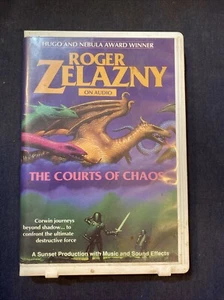 HUGO AND NEBULA AWARD WINNER
ROGER
ZELAZNY
ON AUDIO
THE COURTS OF CHAOS
Corwin journeys
beyond shadow... to
confront the ultimate
destructive force
A Sunset Production with Music and Sound Effects